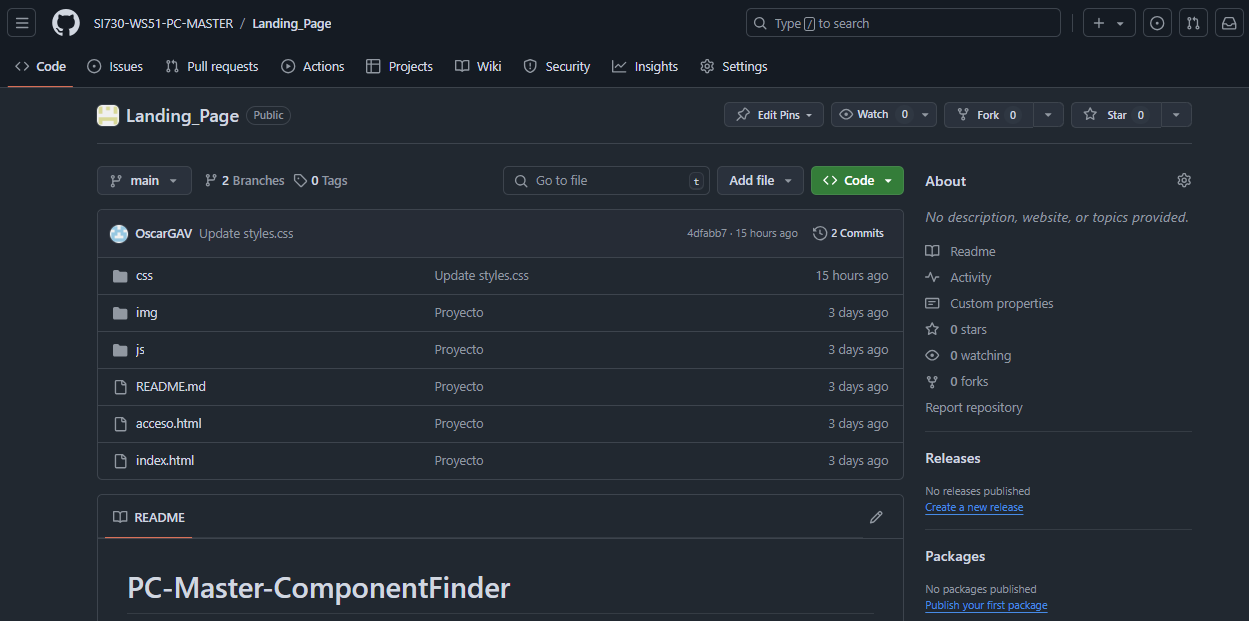 SI730-WS51-PC-MASTER / Landing_Page
Type / to search
Code Issues Pull requests Actions Projects Wiki Security Insights Settings
Landing_Page Public
Edit Pins Watch 0 Fork 0 Star 0
main 2 Branches 0 Tags Go to file t Add file Code
OscarGAV Update styles.css 4dfabb7 · 15 hours ago 2 Commits
css Update styles.css 15 hours ago
img Proyecto 3 days ago
js Proyecto 3 days ago
README.md Proyecto 3 days ago
acceso.html Proyecto 3 days ago
index.html Proyecto 3 days ago
README
PC-Master-ComponentFinder
About
No description, website, or topics provided.
Readme
Activity
Custom properties
0 stars
0 watching
0 forks
Report repository
Releases
No releases published
Create a new release
Packages
No packages published
Publish your first package